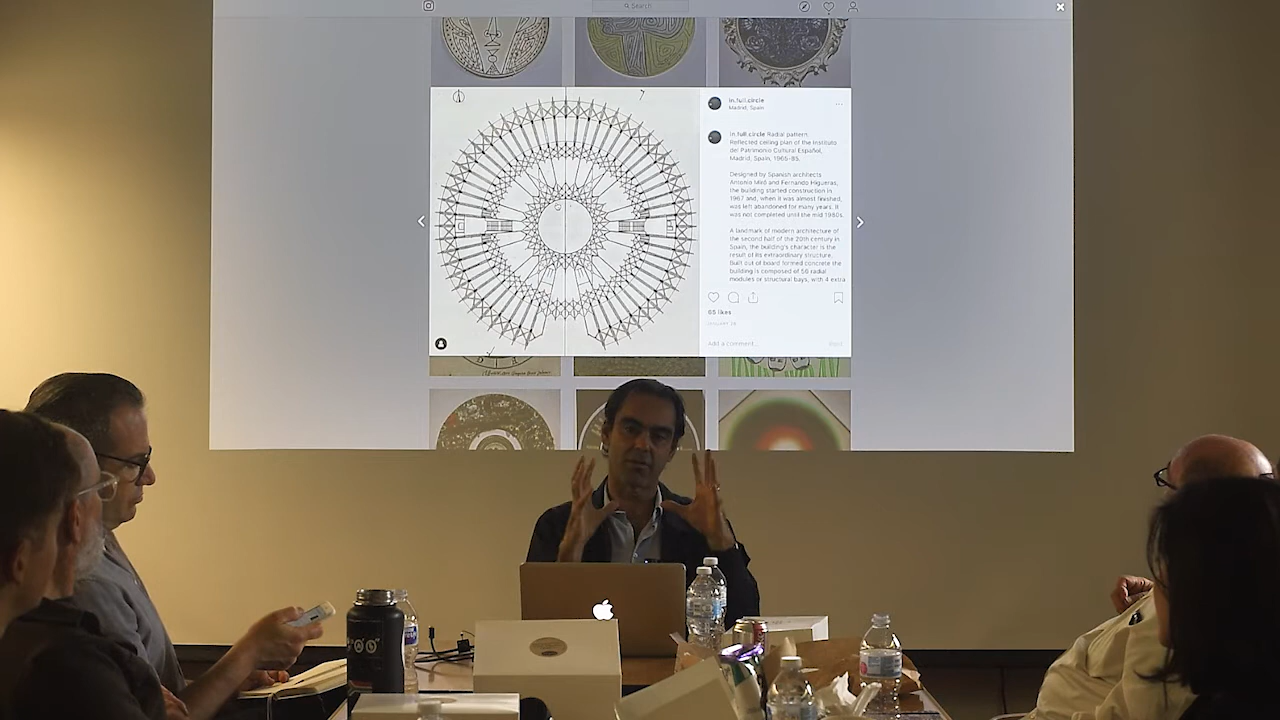 Search
in.full.circle
Madrid, Spain
in.full.circle Radial pattern.
Reflected ceiling plan of the Instituto
del Patrimonio Cultural Español,
Madrid, Spain, 1965-85.
Designed by Spanish architects
Antonio Miró and Fernando Higueras,
the building started construction in
1967 and, when it was almost finished,
was left abandoned for many years. It
was not completed until the mid 1980s.
A landmark of modern architecture of
the second half of the 20th century in
Spain, the building's character is the
result of its extraordinary structure.
Built out of board formed concrete the
building is composed of 56 radial
modules or structural bays, with 4 extra
65 likes
Add a comment...
Post